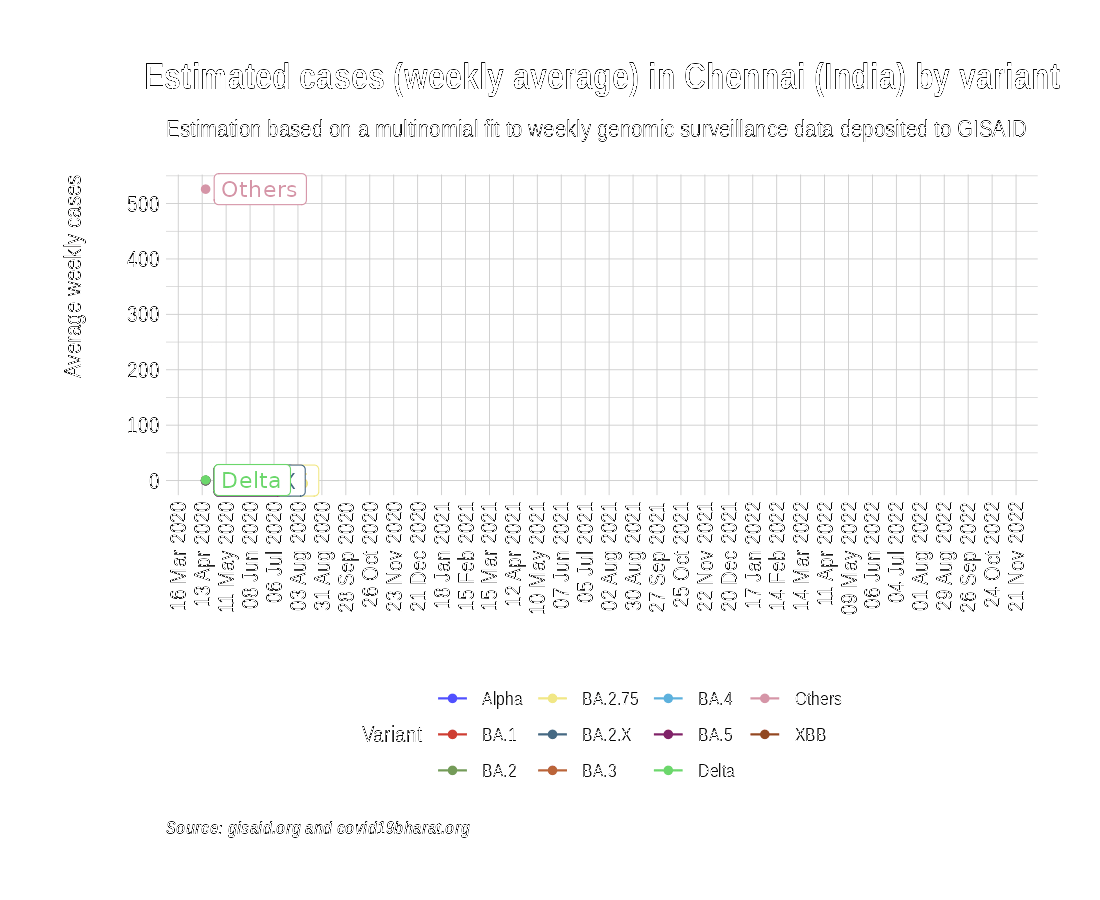 Estimated cases (weekly average) in Chennai (India) by variant
Estimation based on a multinomial fit to weekly genomic surveillance data deposited to GISAID
Average weekly cases
500
400
300
200
100
0
Others
Delta
X
16 Mar 2020
13 Apr 2020
11 May 2020
08 Jun 2020
06 Jul 2020
03 Aug 2020
31 Aug 2020
28 Sep 2020
26 Oct 2020
23 Nov 2020
21 Dec 2020
18 Jan 2021
15 Feb 2021
15 Mar 2021
12 Apr 2021
10 May 2021
07 Jun 2021
05 Jul 2021
02 Aug 2021
30 Aug 2021
27 Sep 2021
25 Oct 2021
22 Nov 2021
20 Dec 2021
17 Jan 2022
14 Feb 2022
14 Mar 2022
11 Apr 2022
09 May 2022
06 Jun 2022
04 Jul 2022
01 Aug 2022
29 Aug 2022
26 Sep 2022
24 Oct 2022
21 Nov 2022
Variant
Alpha BA.2.75 BA.4 Others
BA.1 BA.2.X BA.5 XBB
BA.2 BA.3 Delta
Source: gisaid.org and covid19bharat.org